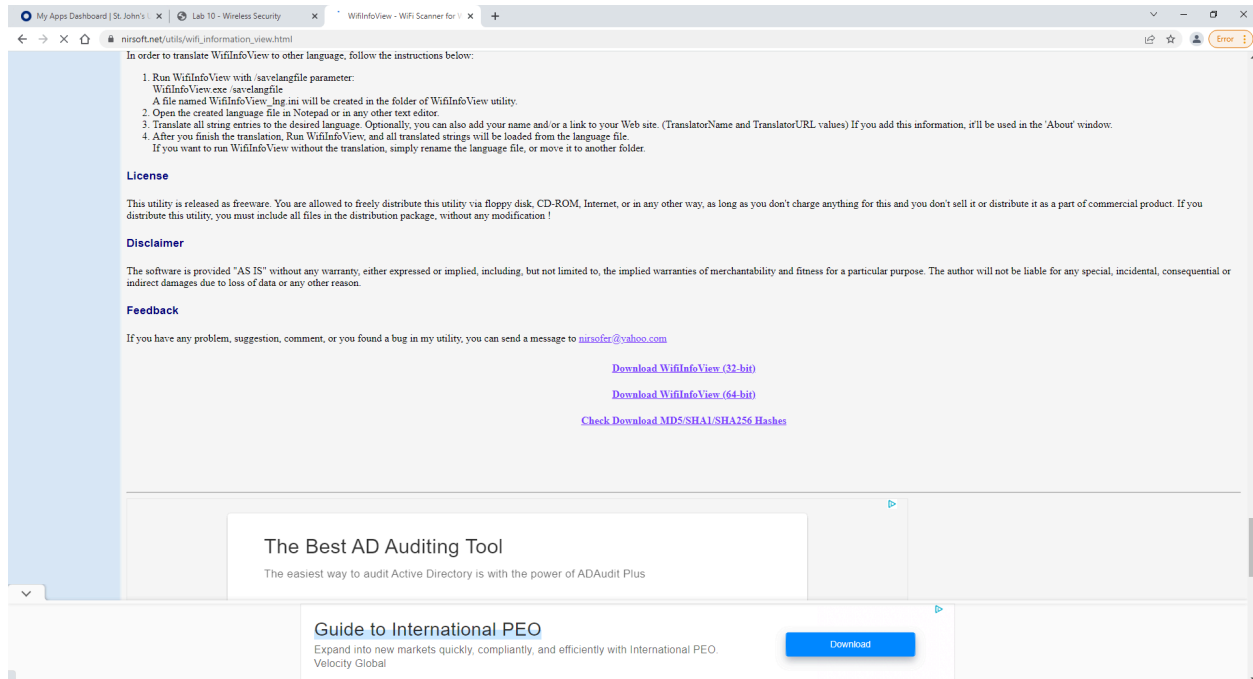 My Apps Dashboard | St. John's
Lab 10 - Wireless Security
WifiInfoView - WiFi Scanner for
nirsoft.net/utils/wifi_information_view.html
Error
In order to translate WifiInfoView to other language, follow the instructions below:
1. Run WifiInfoView with /savelangfile parameter:
WifiInfoView.exe /savelangfile
A file named WifiInfoView_lng.ini will be created in the folder of WifiInfoView utility.
2. Open the created language file in Notepad or in any other text editor.
3. Translate all string entries to the desired language. Optionally, you can also add your name and/or a link to your Web site. (TranslatorName and TranslatorURL values) If you add this information, it'll be used in the 'About' window.
4. After you finish the translation, Run WifiInfoView, and all translated strings will be loaded from the language file.
If you want to run WifiInfoView without the translation, simply rename the language file, or move it to another folder.
License
This utility is released as freeware. You are allowed to freely distribute this utility via floppy disk, CD-ROM, Internet, or in any other way, as long as you don't charge anything for this and you don't sell it or distribute it as a part of commercial product. If you
distribute this utility, you must include all files in the distribution package, without any modification !
Disclaimer
The software is provided "AS IS" without any warranty, either expressed or implied, including, but not limited to, the implied warranties of merchantability and fitness for a particular purpose. The author will not be liable for any special, incidental, consequential or
indirect damages due to loss of data or any other reason.
Feedback
If you have any problem, suggestion, comment, or you found a bug in my utility, you can send a message to nirsofer@yahoo.com
Download WifiInfoView (32-bit)
Download WifiInfoView (64-bit)
Check Download MD5/SHA1/SHA256 Hashes
The Best AD Auditing Tool
The easiest way to audit Active Directory is with the power of ADAudit Plus
Guide to International PEO
Expand into new markets quickly, compliantly, and efficiently with International PEO.
Velocity Global
Download